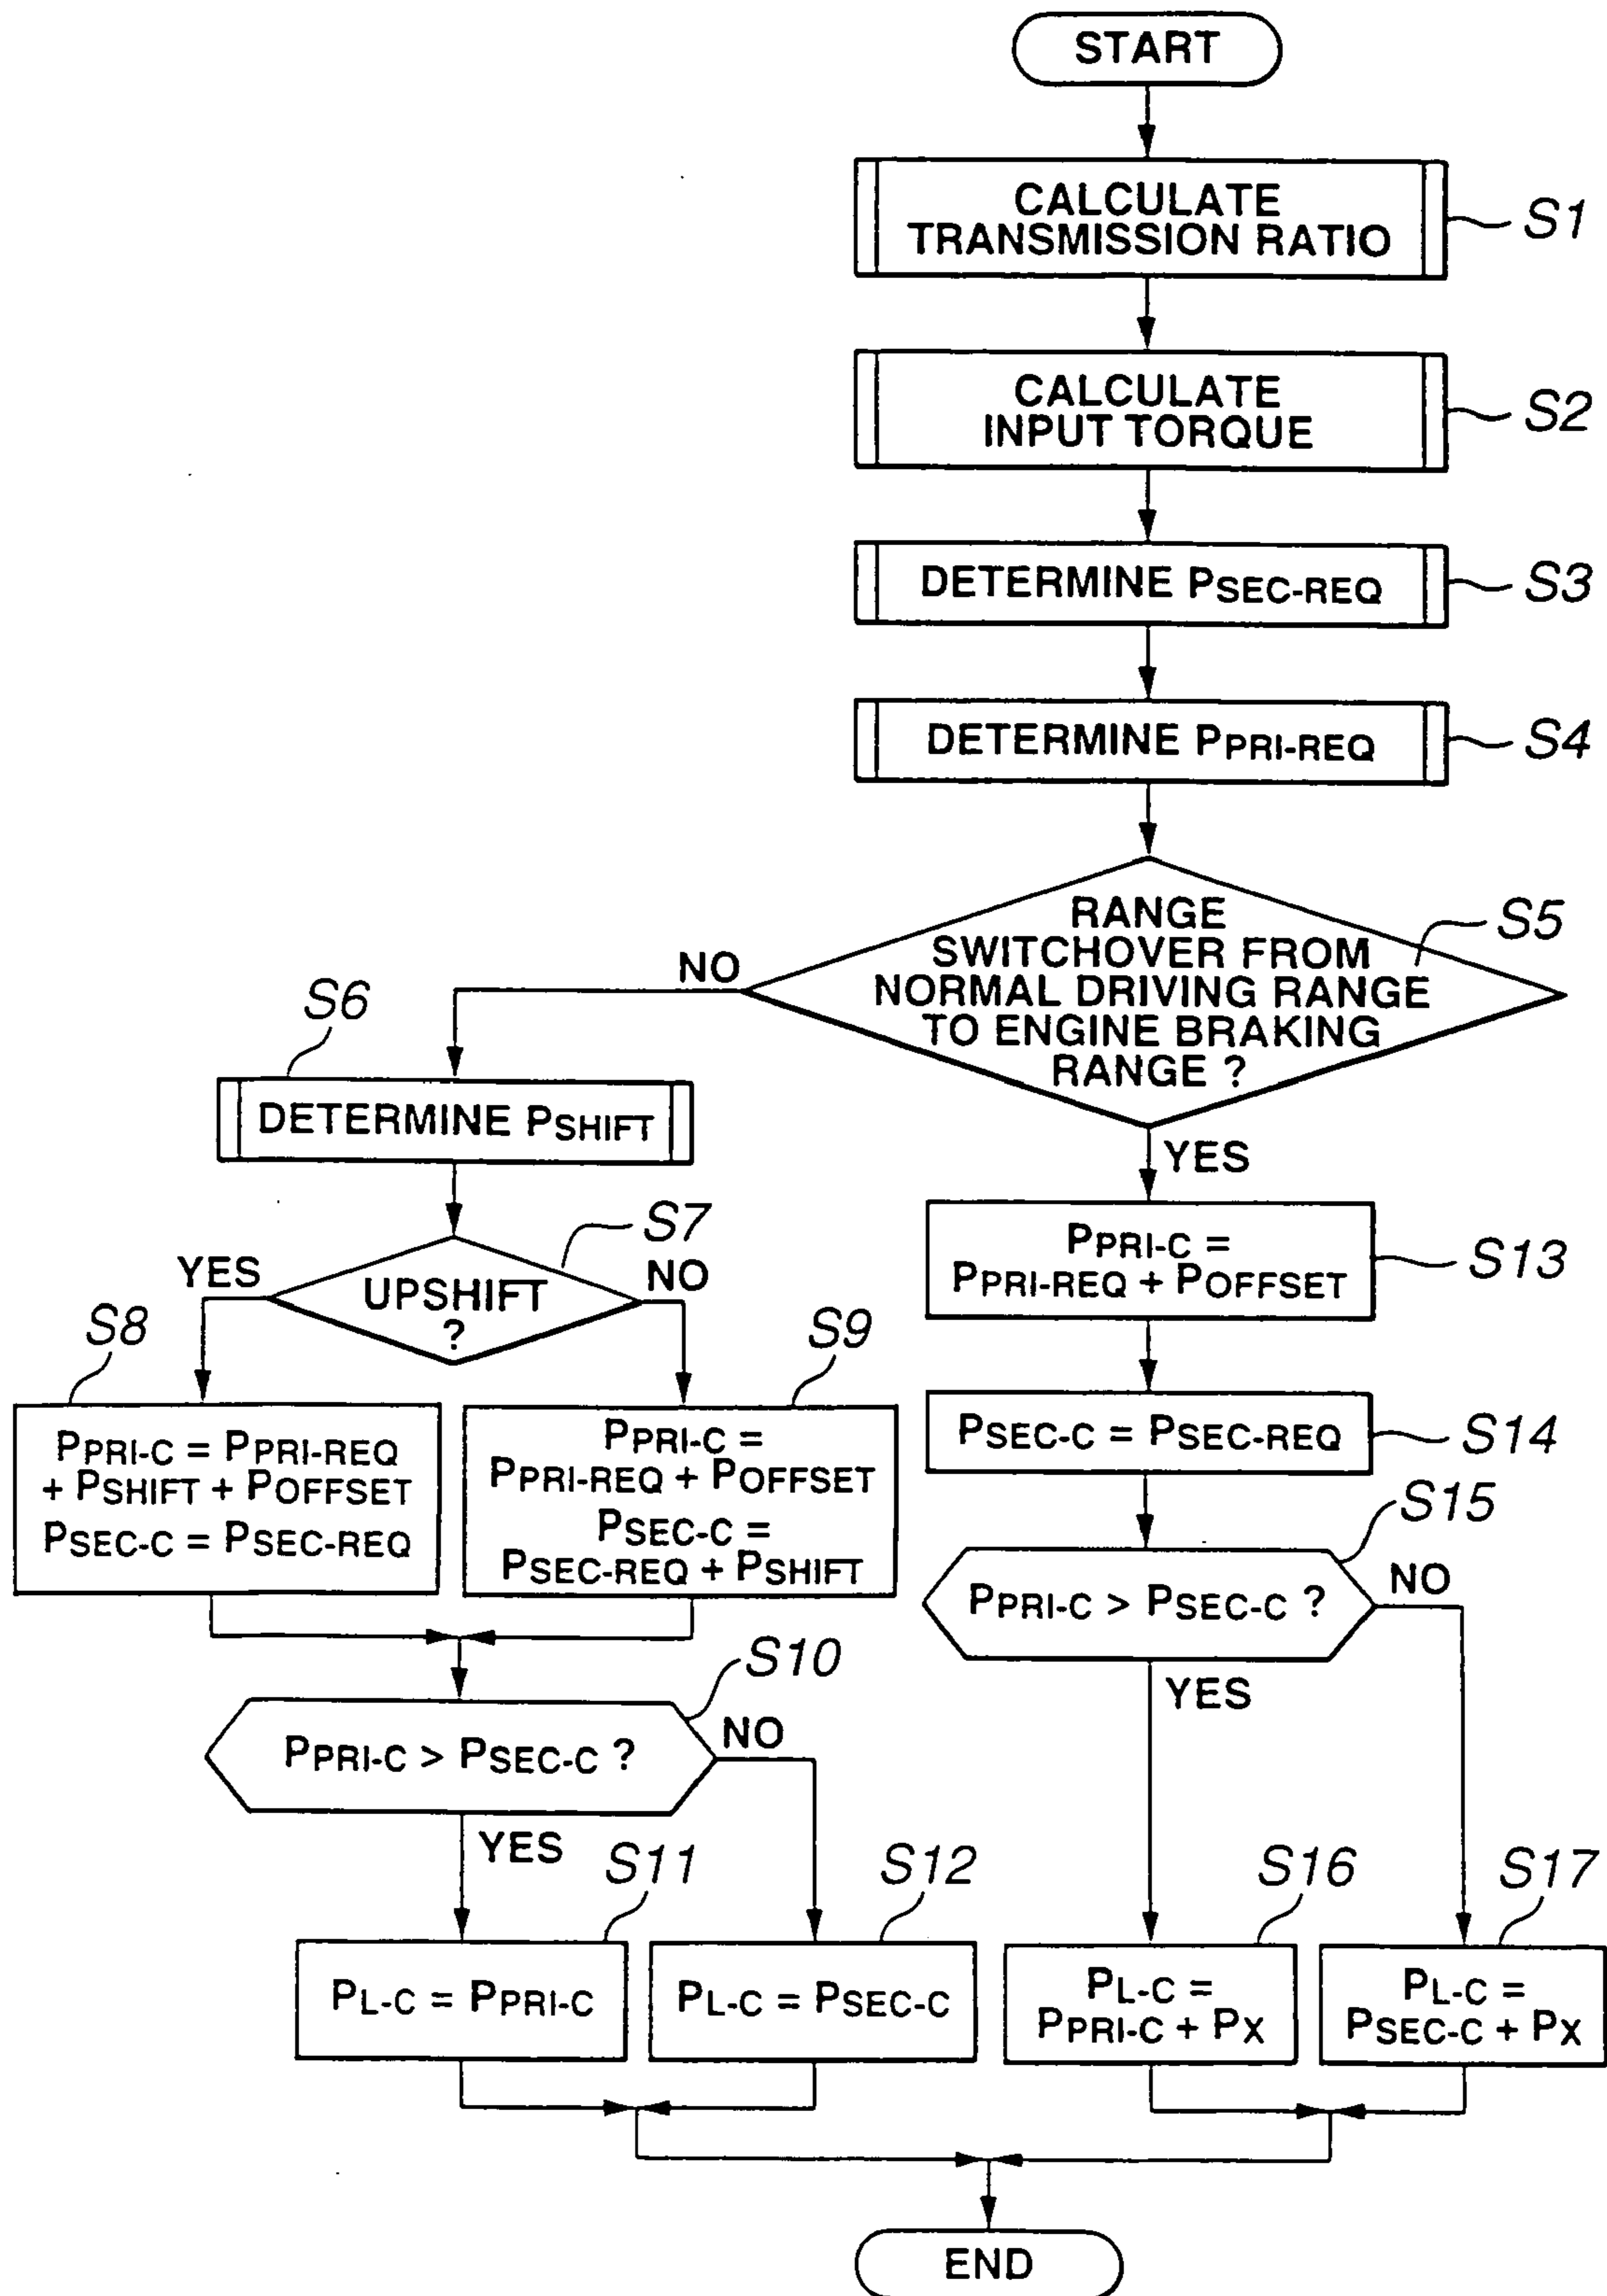 START
CALCULATE
TRANSMISSION RATIO
S1
CALCULATE
INPUT TORQUE
S2
DETERMINE PSEC-REQ
S3
DETERMINE PPRI-REQ
S4
RANGE
SWITCHOVER FROM
NORMAL DRIVING RANGE
TO ENGINE BRAKING
RANGE ?
S5
NO
YES
S6
DETERMINE PSHIFT
S7
UPSHIFT
?
YES
NO
S8
PPRI-C = PPRI-REQ
+ PSHIFT + POFFSET
PSEC-C = PSEC-REQ
S9
PPRI-C =
PPRI-REQ + POFFSET
PSEC-C =
PSEC-REQ + PSHIFT
S10
PPRI-C > PSEC-C ?
NO
YES
S11
PL-C = PPRI-C
S12
PL-C = PSEC-C
PPRI-C =
PPRI-REQ + POFFSET
S13
PSEC-C = PSEC-REQ
S14
S15
PPRI-C > PSEC-C ?
NO
YES
S16
PL-C =
PPRI-C + PX
S17
PL-C =
PSEC-C + PX
END